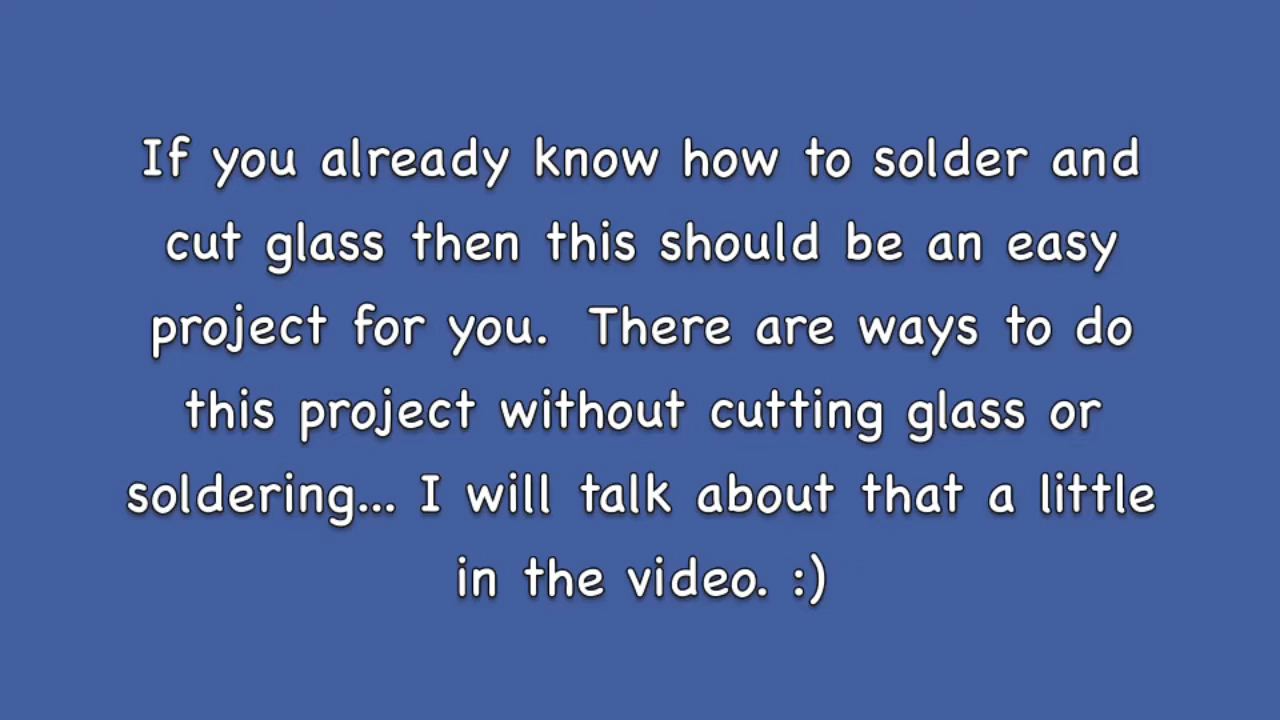 If you already know how to solder and
cut glass then this should be an easy
project for you.  There are ways to do
this project without cutting glass or
soldering... I will talk about that a little
in the video. :)